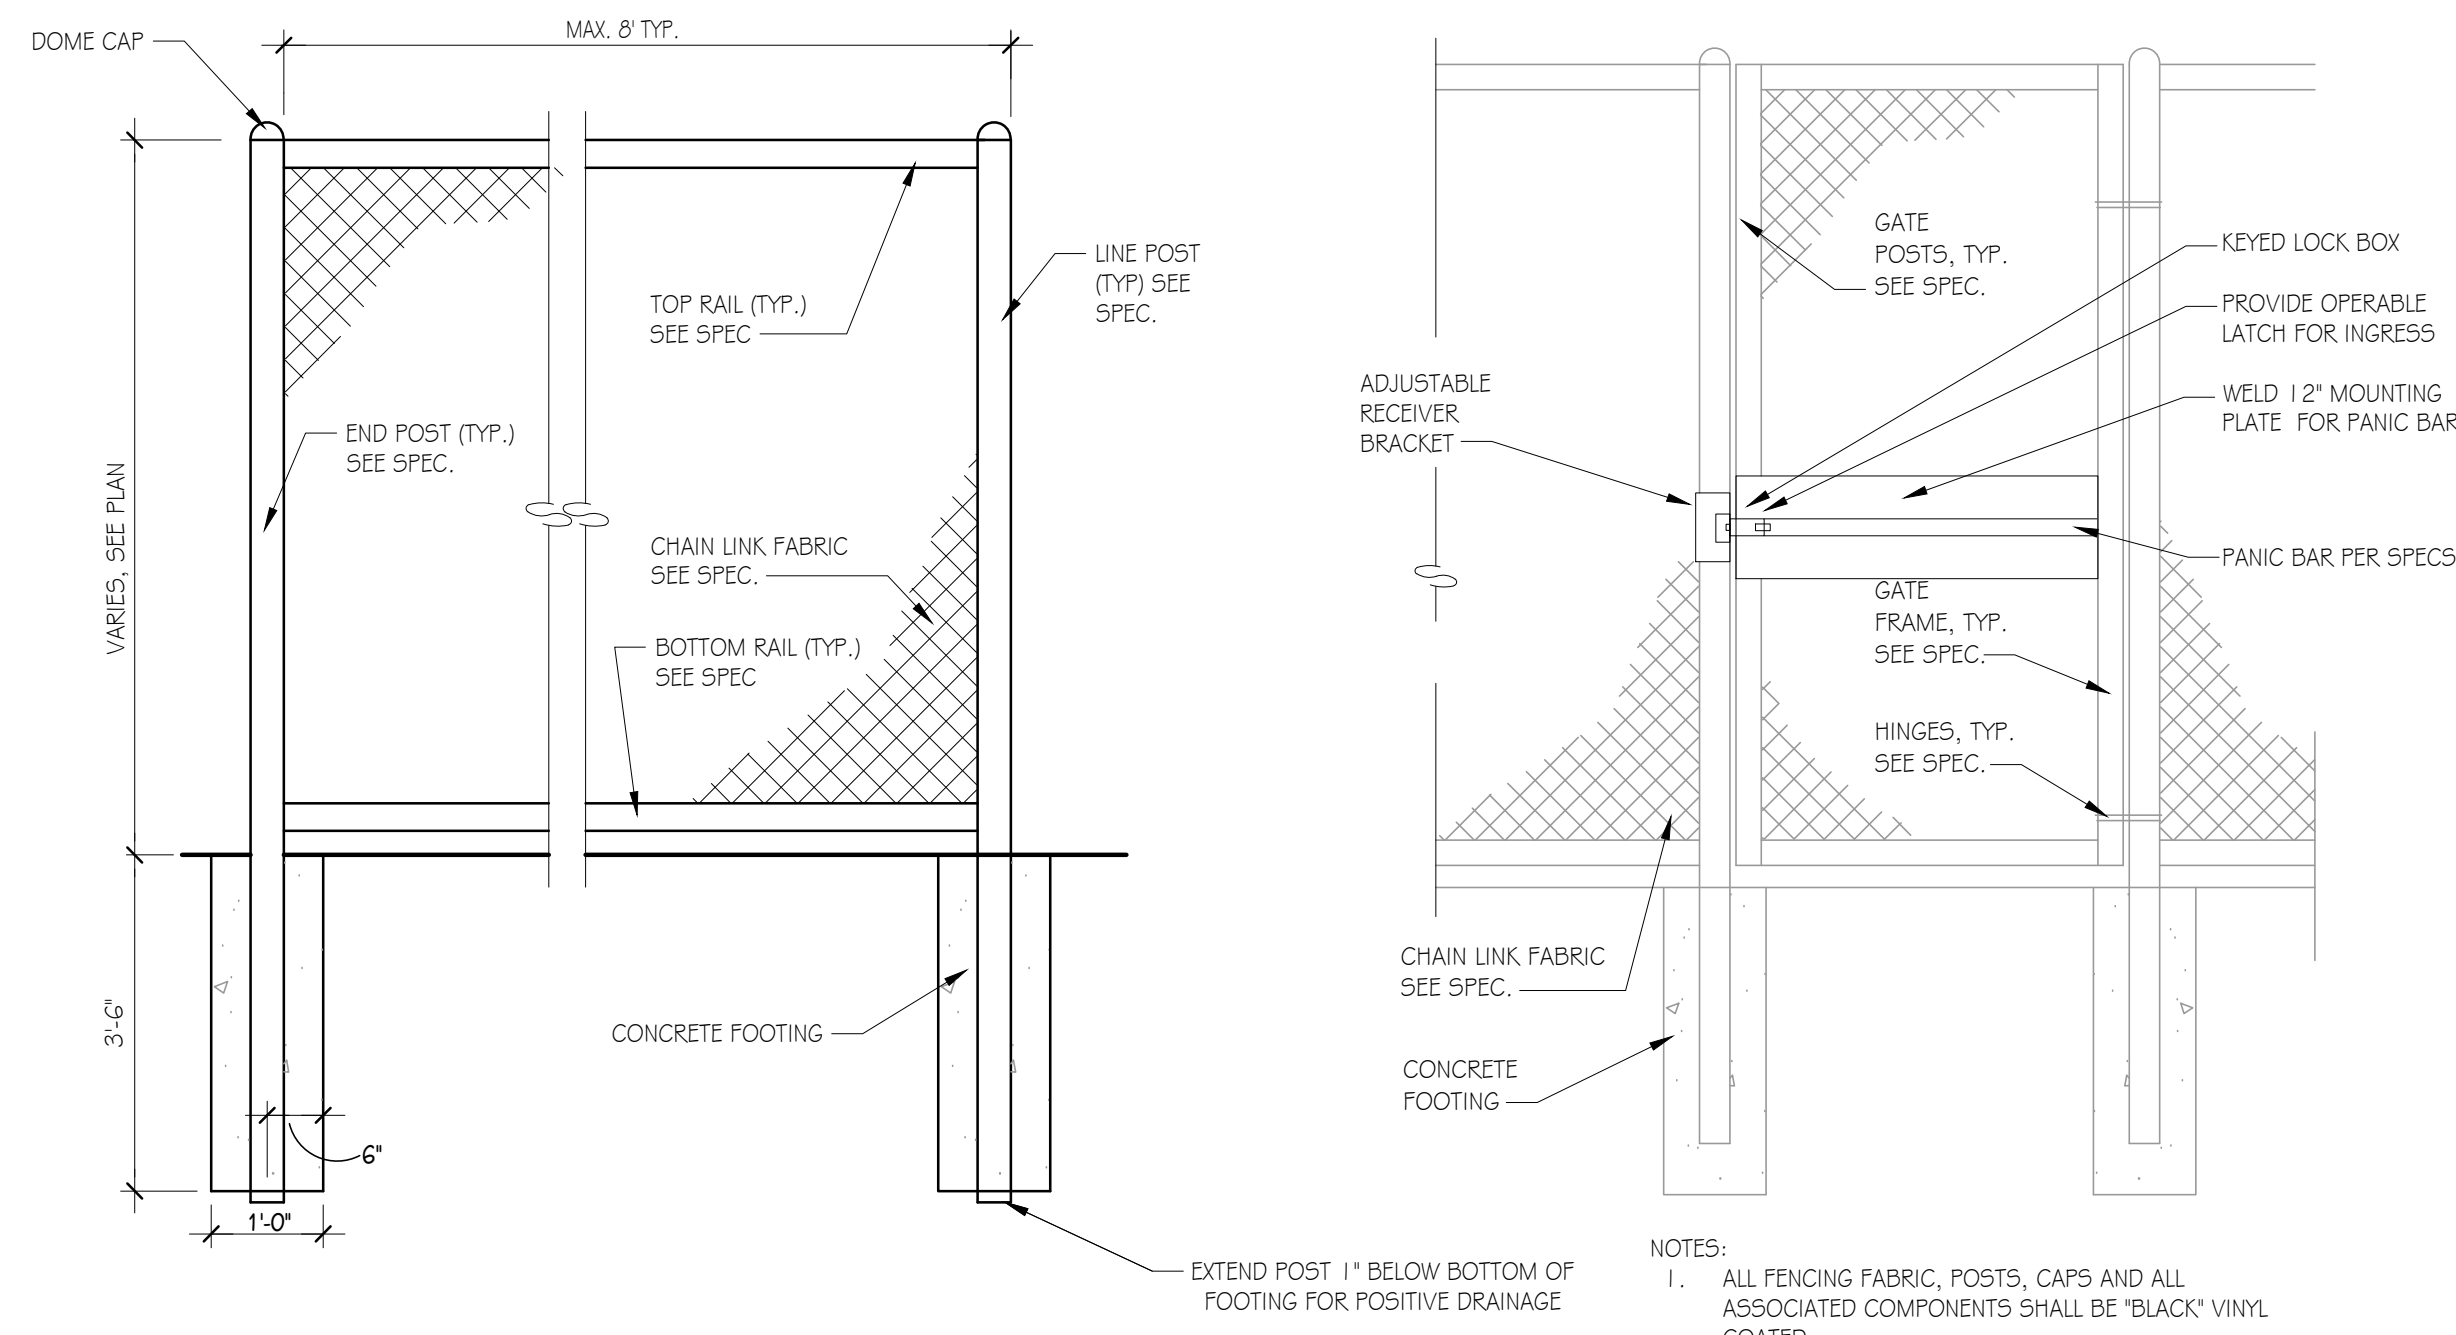 DOME CAP
MAX. 8' TYP.
LINE POST
(TYP) SEE
SPEC.
TOP RAIL (TYP.)
SEE SPEC
END POST (TYP.)
SEE SPEC.
VARIES, SEE PLAN
CHAIN LINK FABRIC
SEE SPEC.
BOTTOM RAIL (TYP.)
SEE SPEC
CONCRETE FOOTING
3'-6"
6"
1'-0"
EXTEND POST 1" BELOW BOTTOM OF
FOOTING FOR POSITIVE DRAINAGE
GATE
POSTS, TYP.
SEE SPEC.
KEYED LOCK BOX
PROVIDE OPERABLE
LATCH FOR INGRESS
ADJUSTABLE
RECEIVER
BRACKET
WELD 12" MOUNTING
PLATE FOR PANIC BAR
PANIC BAR PER SPECS
GATE
FRAME, TYP.
SEE SPEC.
HINGES, TYP.
SEE SPEC.
CHAIN LINK FABRIC
SEE SPEC.
CONCRETE
FOOTING
NOTES:
1. ALL FENCING FABRIC, POSTS, CAPS AND ALL
ASSOCIATED COMPONENTS SHALL BE "BLACK" VINYL